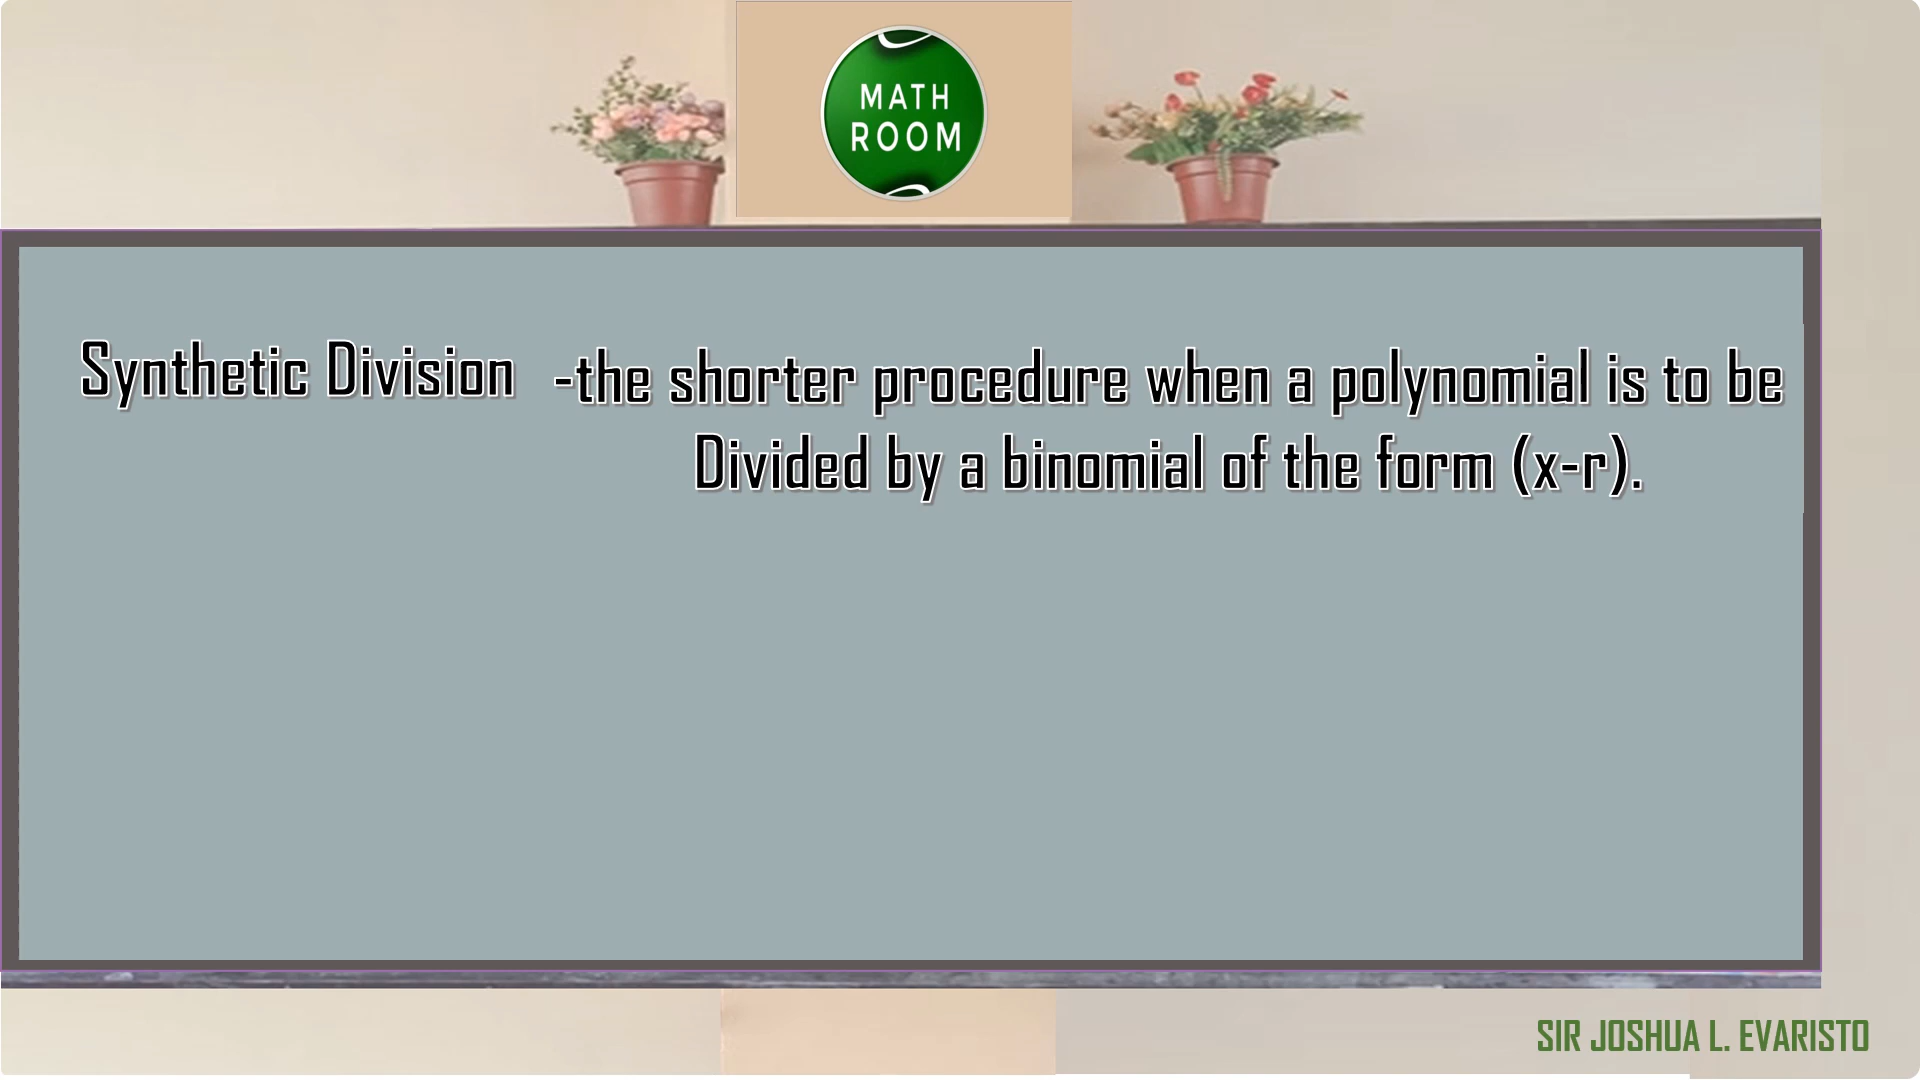 MATH
ROOM
Synthetic Division -the shorter procedure when a polynomial is to be
Divided by a binomial of the form (x-r).
SIR JOSHUA L. EVARISTO